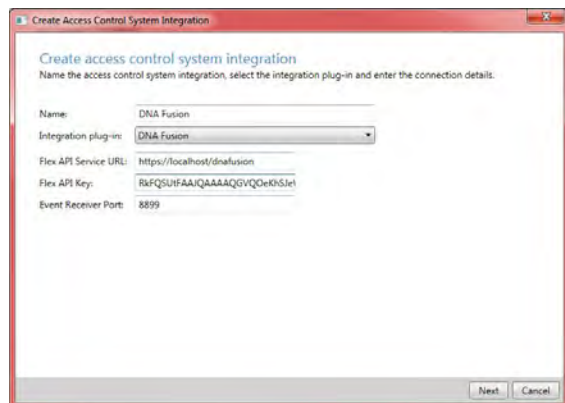 Create Access Control System Integration
Create access control system integration
Name the access control system integration, select the integration plug-in and enter the connection details.
Name: DNA Fusion
Integration plug-in: DNA Fusion
Flex API Service URL: https://localhost/dnafusion
Flex API Key:
Event Receiver Port: 8899
Next Cancel